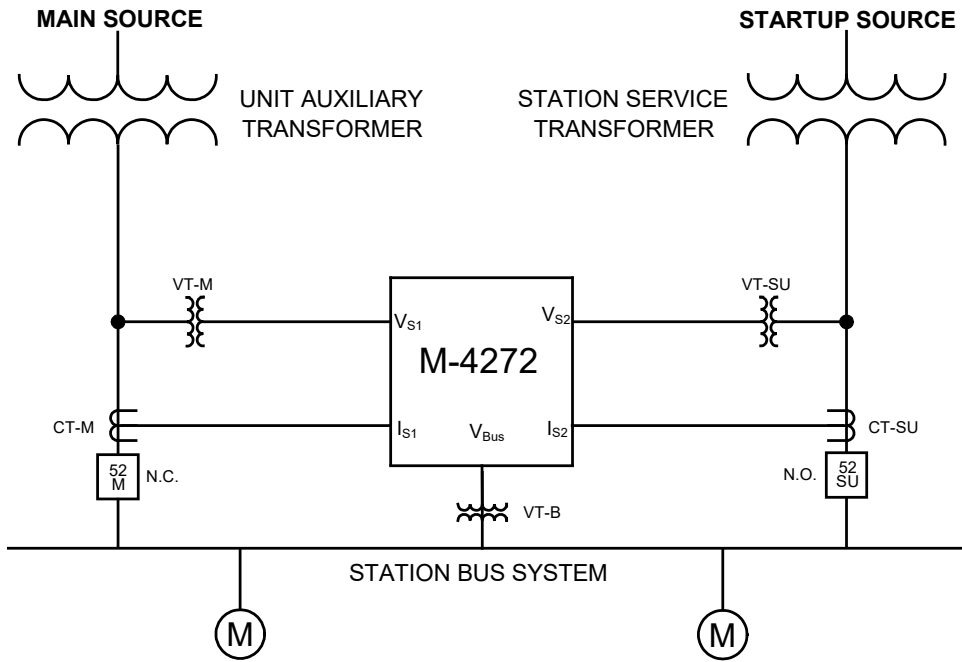 MAIN SOURCE
STARTUP SOURCE
UNIT AUXILIARY
TRANSFORMER
STATION SERVICE
TRANSFORMER
VT-M
VT-SU
VS1
VS2
M-4272
CT-M
IS1
VBus
IS2
CT-SU
52
M
N.C.
N.O.
52
SU
VT-B
STATION BUS SYSTEM
M
M